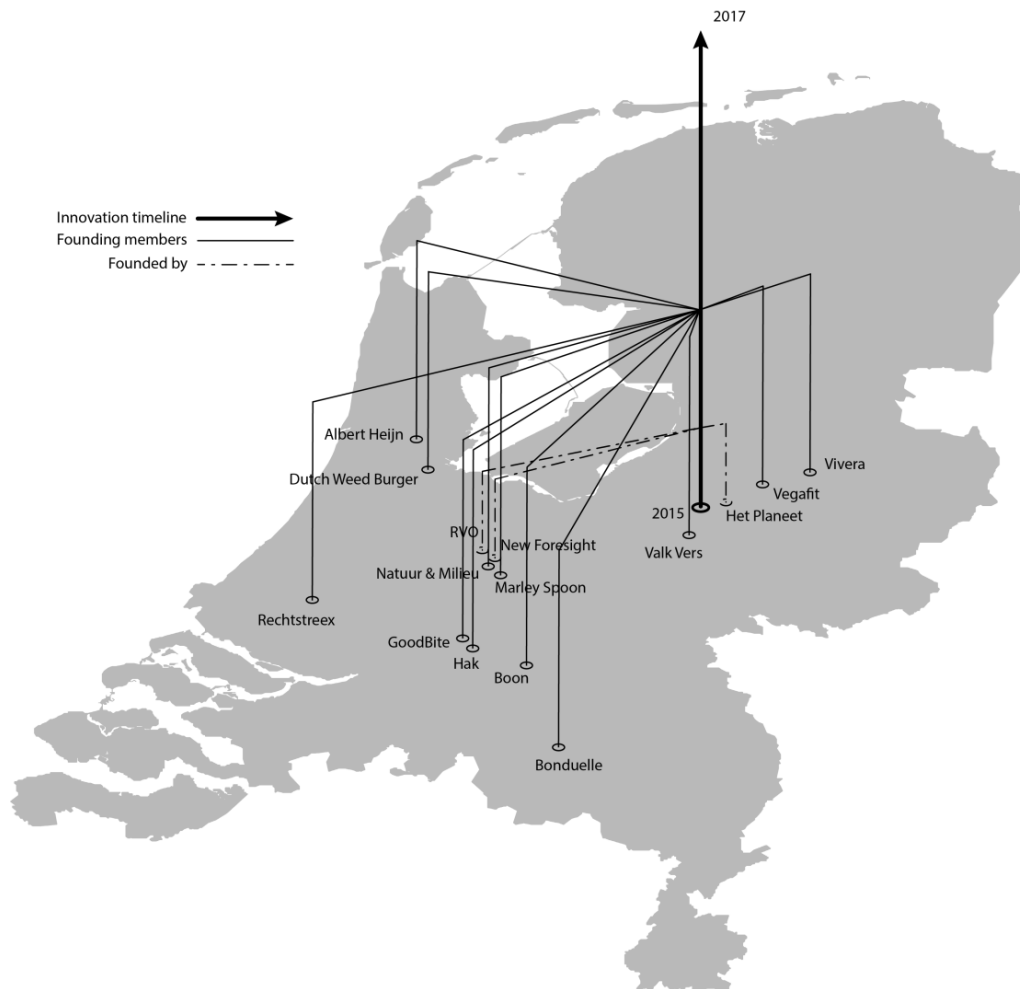 2017
Innovation timeline
Founding members
Founded by
Albert Heijn
Dutch Weed Burger
Vivera
Vegafit
2015
Het Planeet
RVO
New Foresight
Valk Vers
Natuur & Milieu
Marley Spoon
Rechtstreex
GoodBite
Hak
Boon
Bonduelle